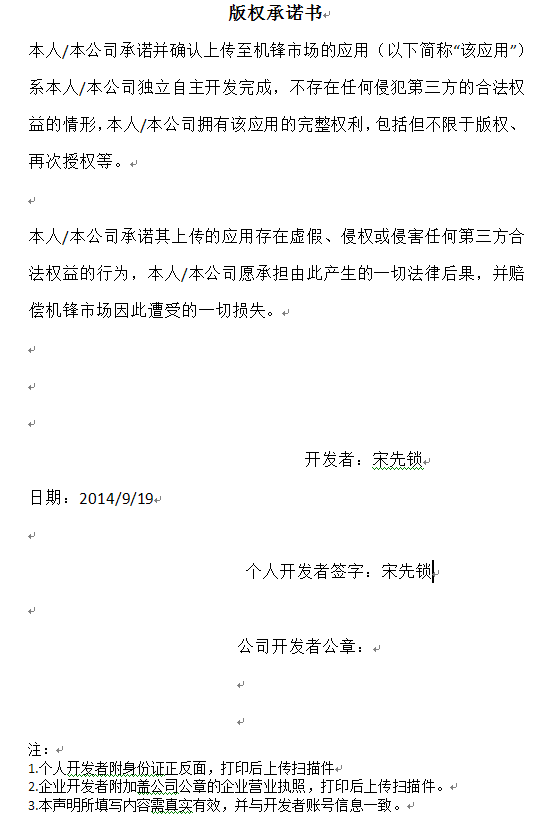 版权承诺书
本人/本公司承诺并确认上传至机锋市场的应用（以下简称“该应用”）
系本人/本公司独立自主开发完成，不存在任何侵犯第三方的合法权
益的情形，本人/本公司拥有该应用的完整权利，包括但不限于版权、
再次授权等。
本人/本公司承诺其上传的应用存在虚假、侵权或侵害任何第三方合
法权益的行为，本人/本公司愿承担由此产生的一切法律后果，并赔
偿机锋市场因此遭受的一切损失。
开发者：宋先锁
日期：2014/9/19
个人开发者签字：宋先锁
公司开发者公章：
注：
1.个人开发者附身份证正反面，打印后上传扫描件
2.企业开发者附加盖公司公章的企业营业执照，打印后上传扫描件。
3.本声明所填写内容需真实有效，并与开发者账号信息一致。